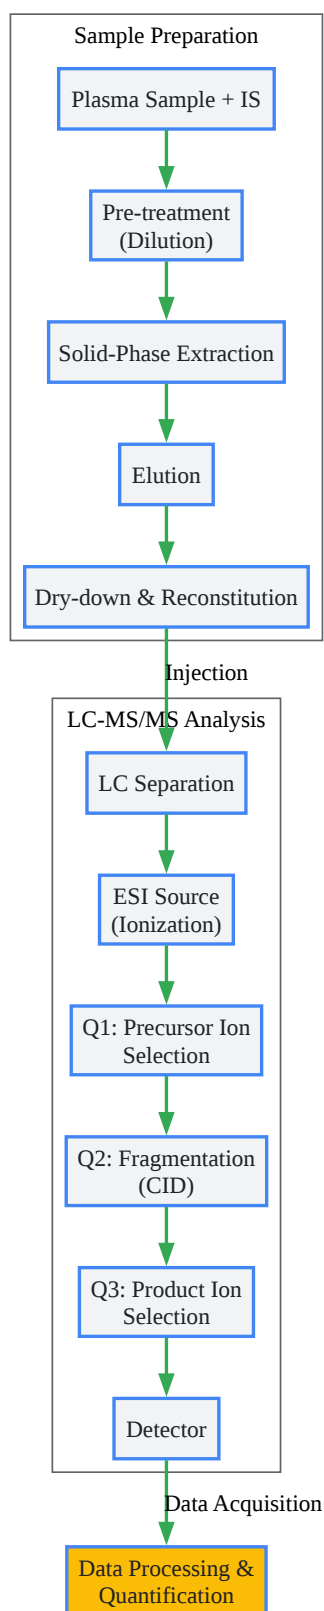 Sample Preparation
Plasma Sample + IS
Pre-treatment
(Dilution)
Solid-Phase Extraction
Elution
Dry-down & Reconstitution
Injection
LC-MS/MS Analysis
LC Separation
ESI Source
(Ionization)
Q1: Precursor Ion
Selection
Q2: Fragmentation
(CID)
Q3: Product Ion
Selection
Detector
Data Acquisition
Data Processing &
Quantification